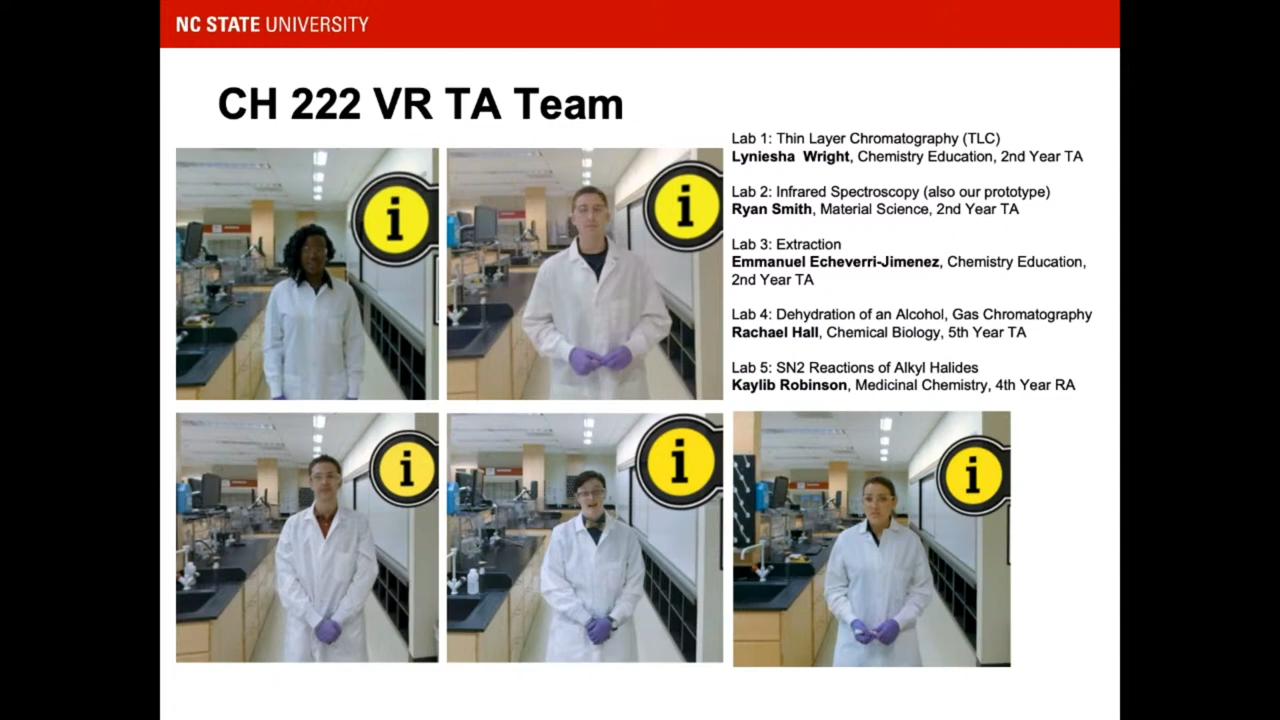 NC STATE UNIVERSITY
CH 222 VR TA Team
Lab 1: Thin Layer Chromatography (TLC)
Lyniesha Wright, Chemistry Education, 2nd Year TA
Lab 2: Infrared Spectroscopy (also our prototype)
Ryan Smith, Material Science, 2nd Year TA
Lab 3: Extraction
Emmanuel Echeverri-Jimenez, Chemistry Education,
2nd Year TA
Lab 4: Dehydration of an Alcohol, Gas Chromatography
Rachael Hall, Chemical Biology, 5th Year TA
Lab 5: SN2 Reactions of Alkyl Halides
Kaylib Robinson, Medicinal Chemistry, 4th Year RA
i
i
i
i
i